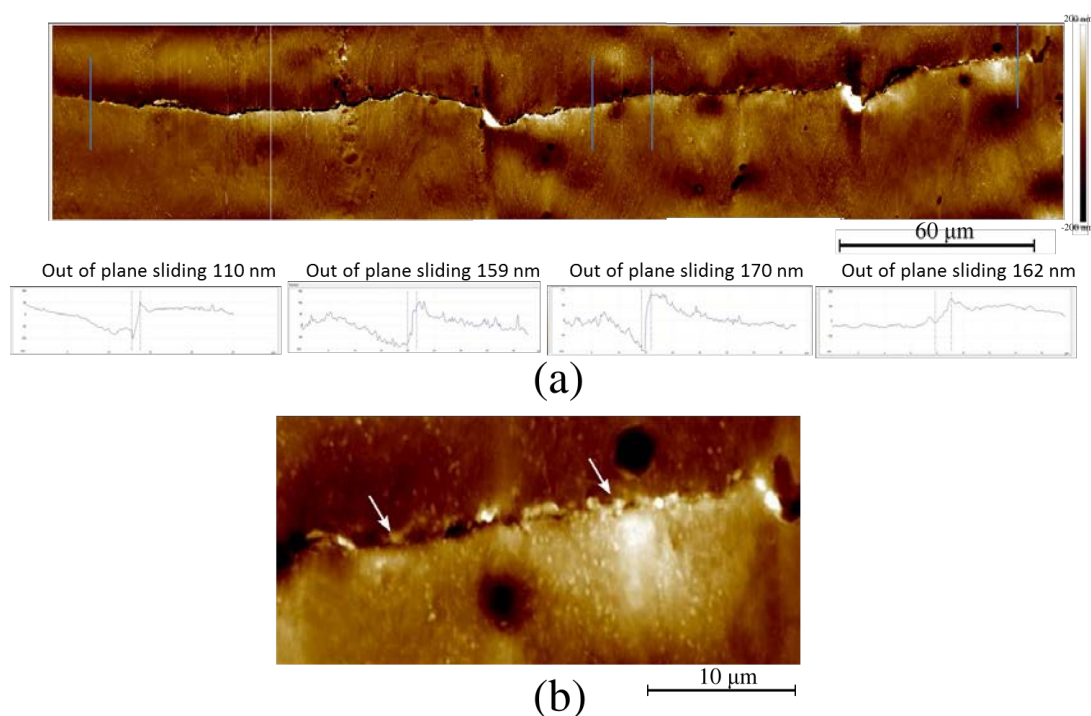 200 nm
-200 nm
60 μm
Out of plane sliding 110 nm
Out of plane sliding 159 nm
Out of plane sliding 170 nm
Out of plane sliding 162 nm
(a)
10 μm
(b)